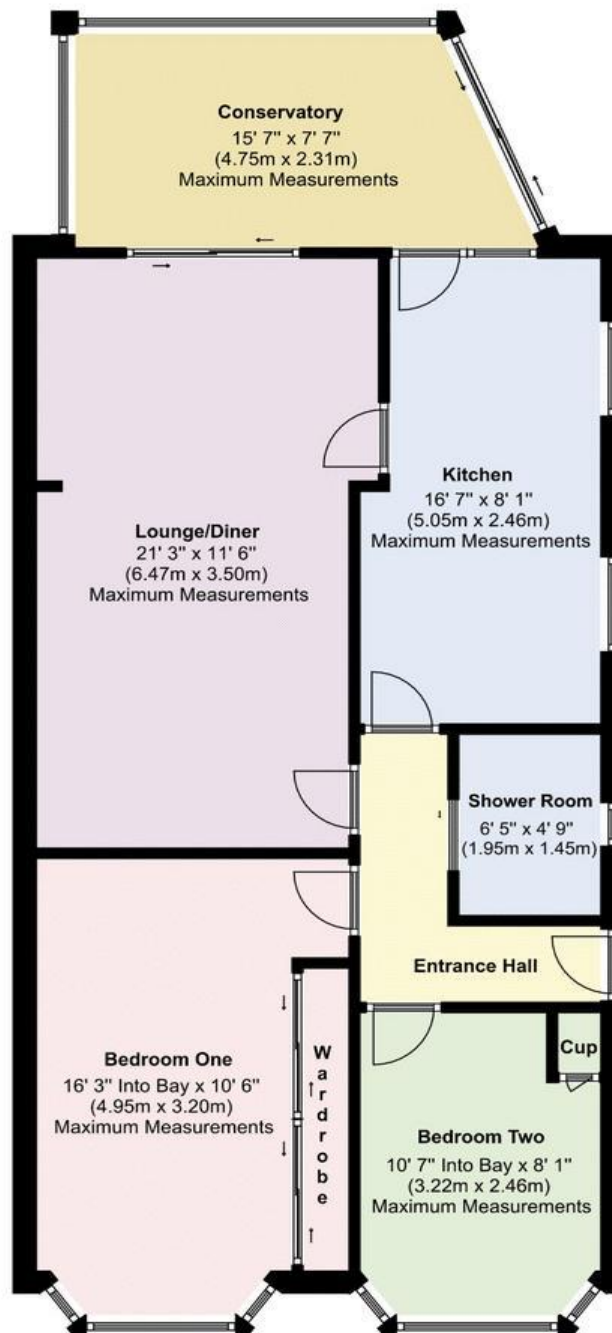 Conservatory
15' 7" x 7' 7"
(4.75m x 2.31m)
Maximum Measurements
Lounge/Diner
21' 3" x 11' 6"
(6.47m x 3.50m)
Maximum Measurements
Kitchen
16' 7" x 8' 1"
(5.05m x 2.46m)
Maximum Measurements
Shower Room
6' 5" x 4' 9"
(1.95m x 1.45m)
Entrance Hall
Bedroom One
16' 3" Into Bay x 10' 6"
(4.95m x 3.20m)
Maximum Measurements
Wardrobe
Cup
Bedroom Two
10' 7" Into Bay x 8' 1"
(3.22m x 2.46m)
Maximum Measurements